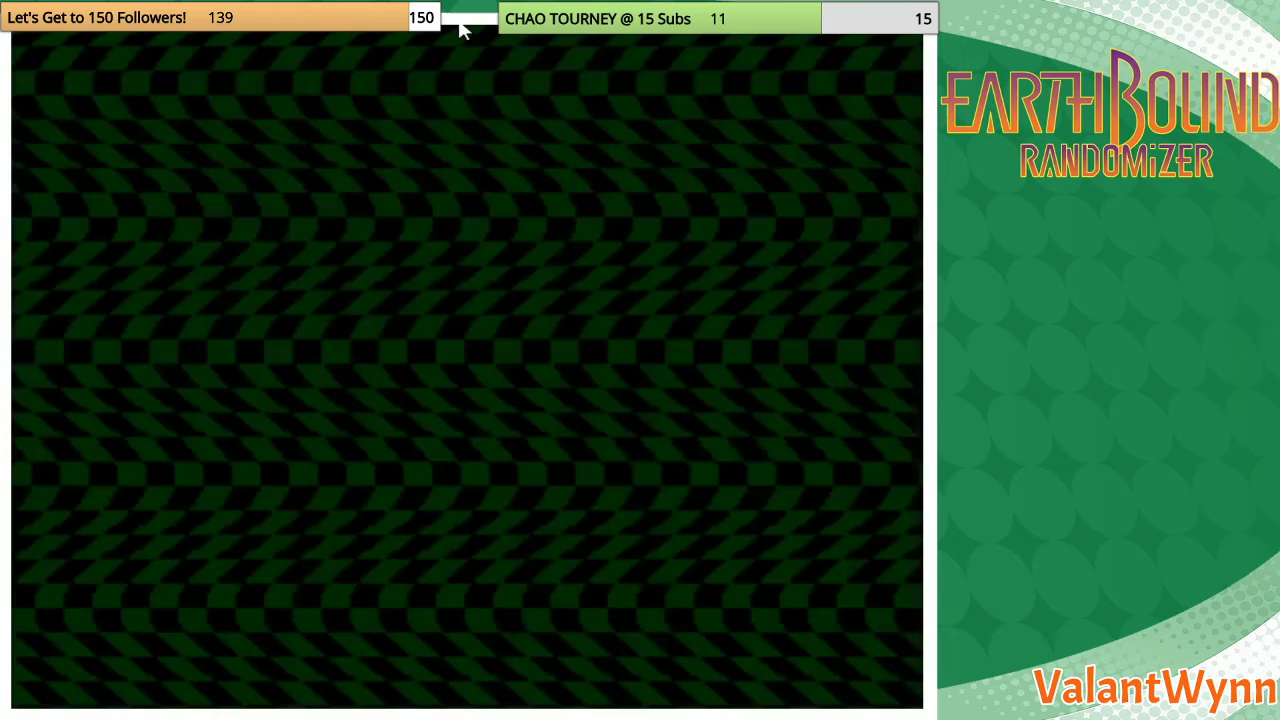 Let's Get to 150 Followers! 139 150
CHAO TOURNEY @ 15 Subs 11 15
EARTHBOUND
RANDOMiZER
ValantWynn